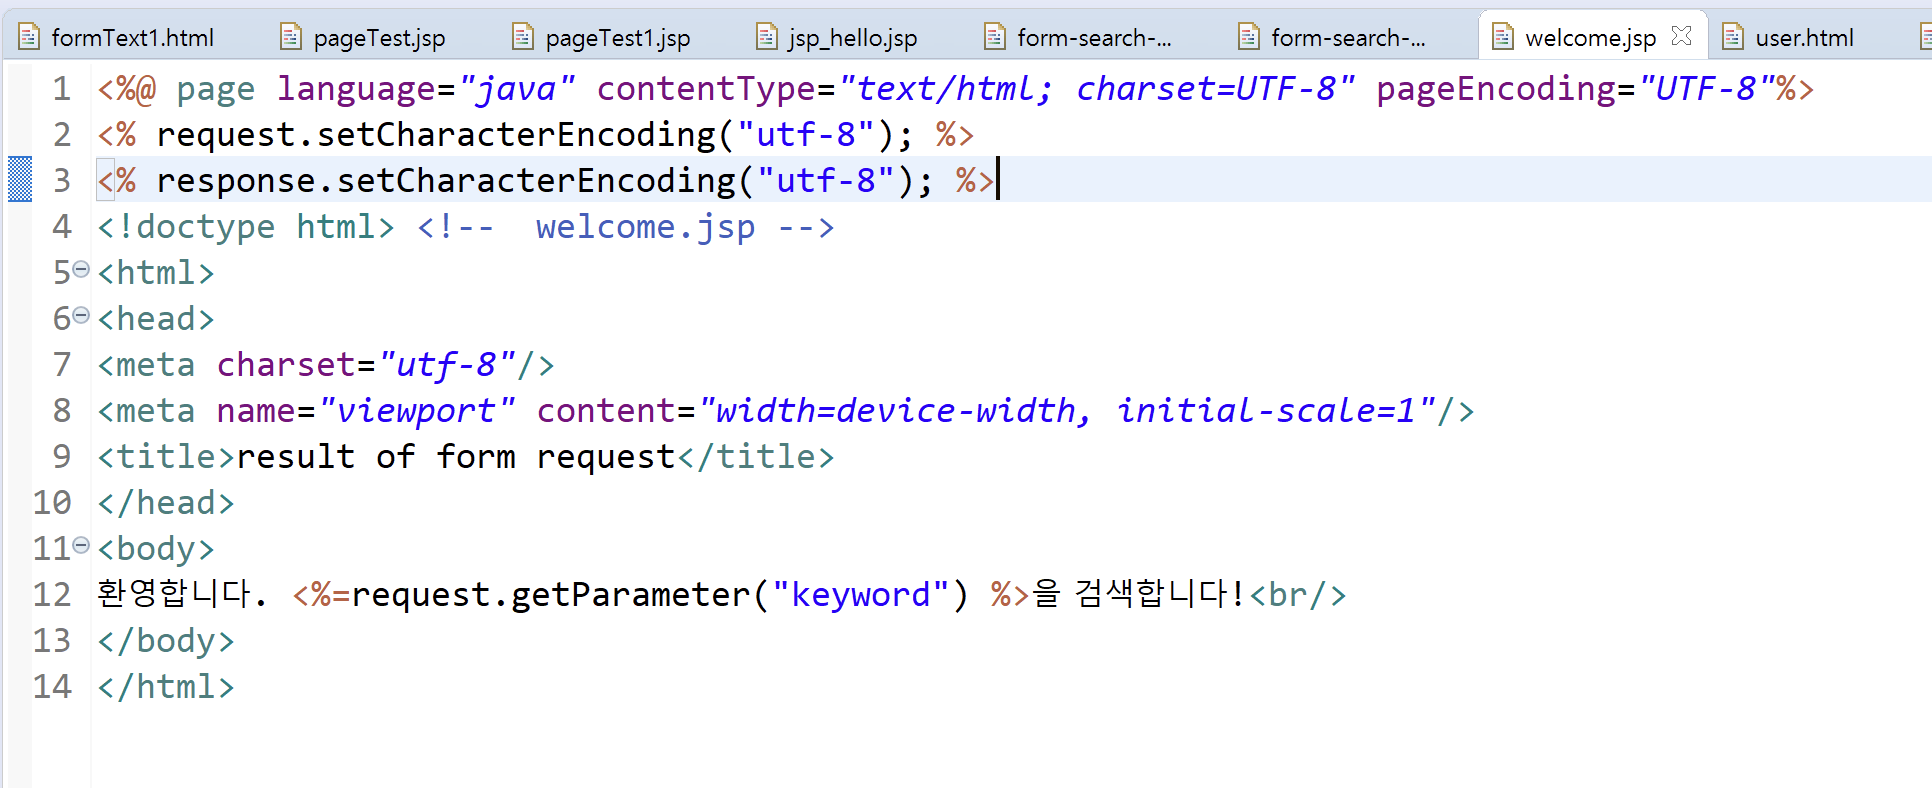 formText1.html pageTest.jsp pageTest1.jsp jsp_hello.jsp form-search-... form-search-... welcome.jsp user.html
1 <%@ page language="java" contentType="text/html; charset=UTF-8" pageEncoding="UTF-8"%>
2 <% request.setCharacterEncoding("utf-8"); %>
3 <% response.setCharacterEncoding("utf-8"); %>
4 <!doctype html> <!--  welcome.jsp -->
5 <html>
6 <head>
7 <meta charset="utf-8"/>
8 <meta name="viewport" content="width=device-width, initial-scale=1"/>
9 <title>result of form request</title>
10 </head>
11 <body>
12 환영합니다. <%=request.getParameter("keyword") %>을 검색합니다!<br/>
13 </body>
14 </html>